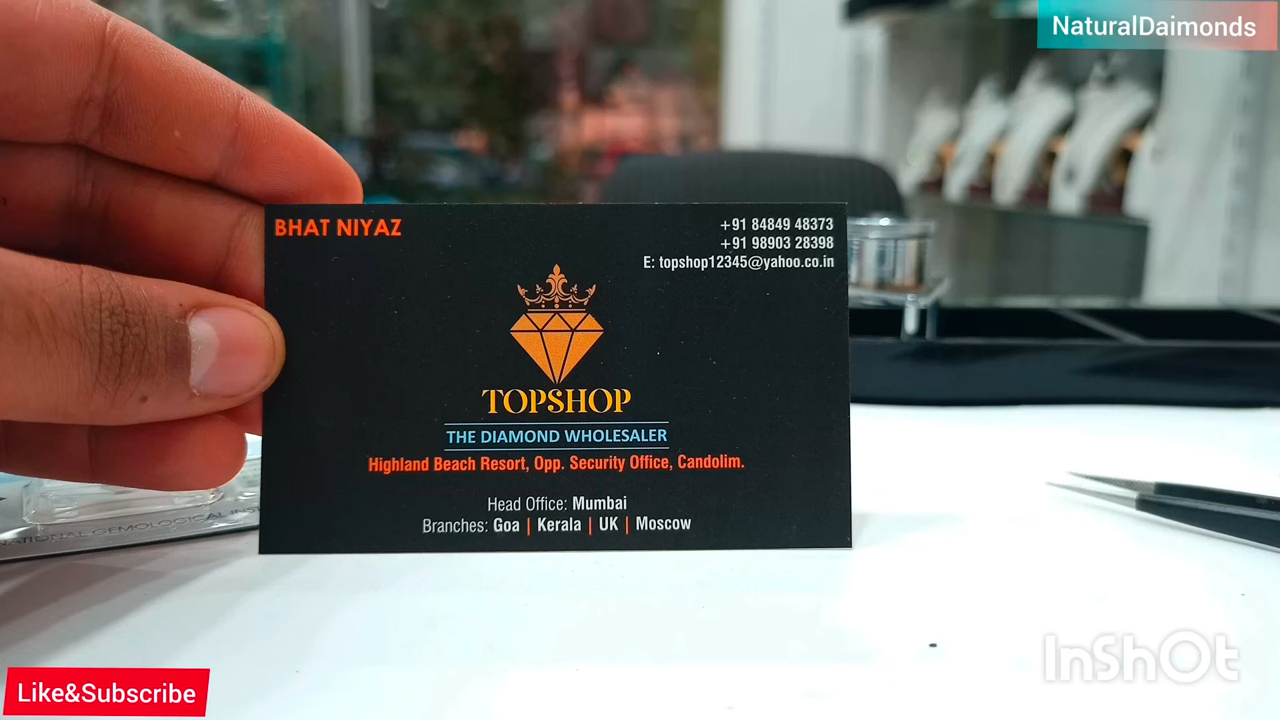 NaturalDaimonds
BHAT NIYAZ
+91 84849 48373
+91 98903 28398
E: topshop12345@yahoo.co.in
TOPSHOP
THE DIAMOND WHOLESALER
Highland Beach Resort, Opp. Security Office, Candolim.
Head Office: Mumbai
Branches: Goa | Kerala | UK | Moscow
GEMOLOGICAL
Like&Subscribe
InShOt